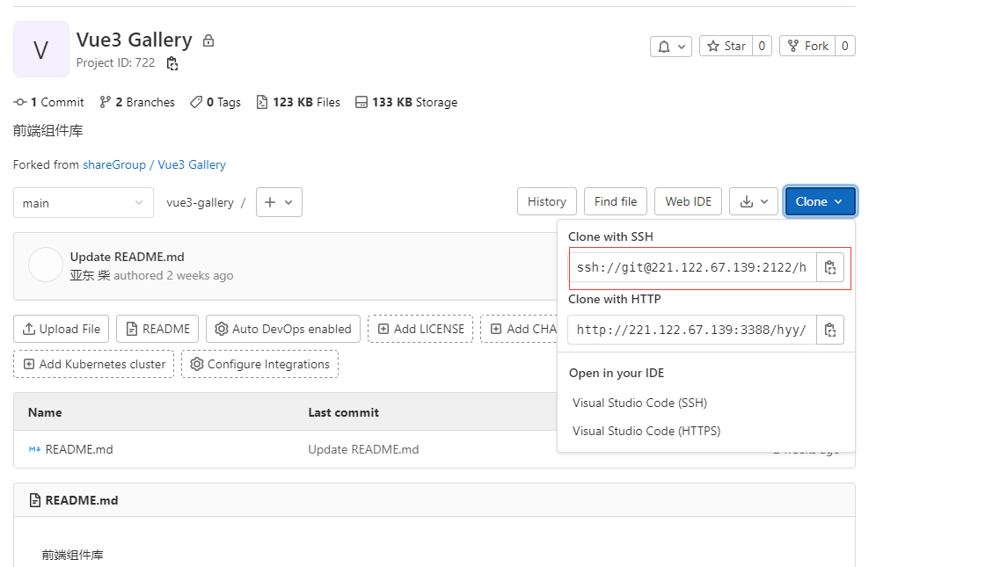 V
Vue3 Gallery
Project ID: 722
Star 0
Fork 0
1 Commit 2 Branches 0 Tags 123 KB Files 133 KB Storage
前端组件库
Forked from shareGroup / Vue3 Gallery
main vue3-gallery / History Find file Web IDE Clone
Clone with SSH
ssh://git@221.122.67.139:2122/h
Clone with HTTP
http://221.122.67.139:3388/hyy/
Open in your IDE
Visual Studio Code (SSH)
Visual Studio Code (HTTPS)
Update README.md
亚东 柴 authored 2 weeks ago
Upload File README Auto DevOps enabled Add LICENSE Add CHA
Add Kubernetes cluster Configure Integrations
Name Last commit
README.md Update README.md 2 weeks ago
README.md
前端组件库